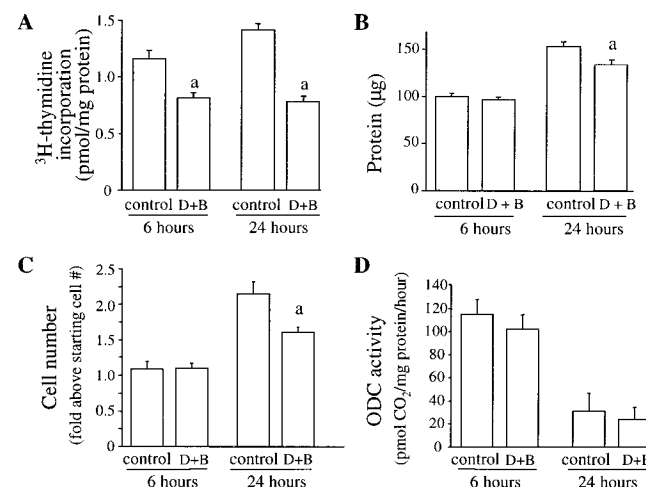 A
³H-thymidine
incorporation
(pmol/mg protein)
1.5
1.0
0.5
0
a
a
control D+B
control D+B
6 hours
24 hours
B
Protein (µg)
150
100
50
0
a
control D + B
control D + B
6 hours
24 hours
C
Cell number
(fold above starting cell #)
2.5
2.0
1.5
1.0
0.5
0
a
control D+B
control D+B
6 hours
24 hours
D
ODC activity
(pmol CO₂/mg protein/hour)
140
120
100
80
60
40
20
0
control D+B
control D+B
6 hours
24 hours